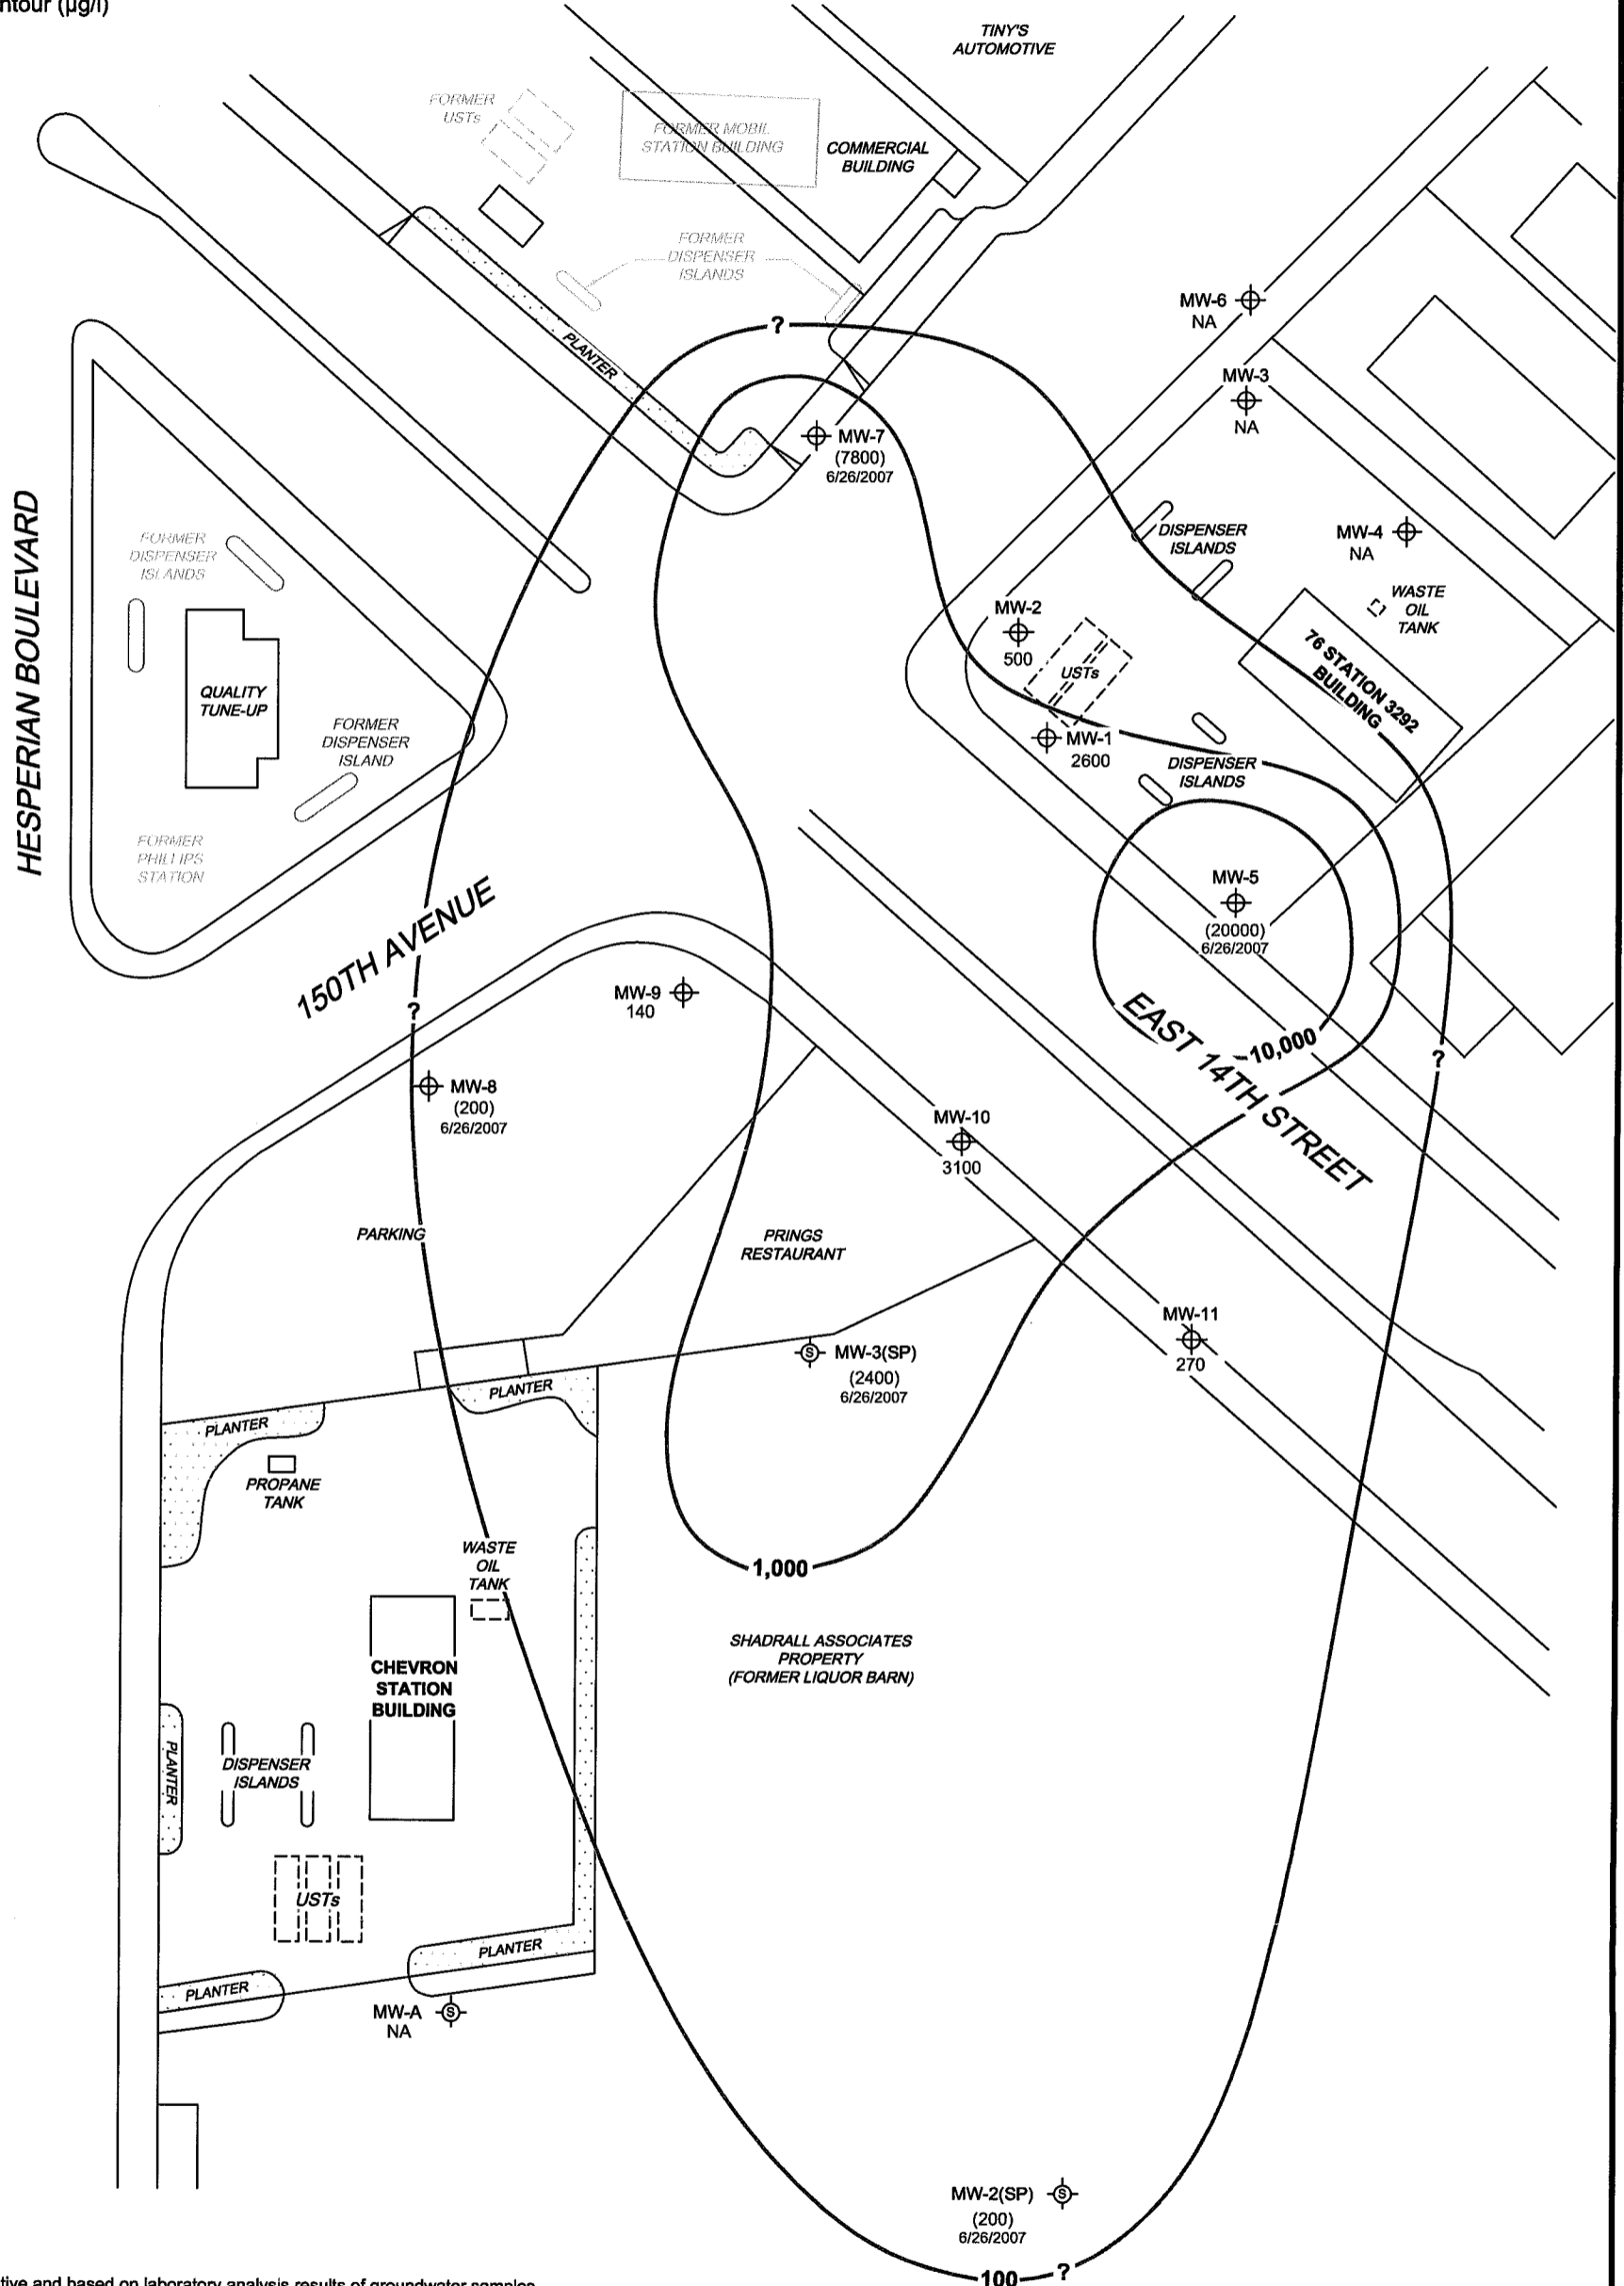 ntour (µg/l)
TINY'S
AUTOMOTIVE
FORMER
USTs
FORMER MOBIL
STATION BUILDING
COMMERCIAL
BUILDING
FORMER
DISPENSER
ISLANDS
MW-6
NA
?
PLANTER
MW-3
NA
MW-7
(7800)
6/26/2007
HESPERIAN BOULEVARD
FORMER
DISPENSER
ISLANDS
DISPENSER
ISLANDS
MW-4
NA
WASTE
OIL
TANK
MW-2
500
USTs
76 STATION 3292
BUILDING
QUALITY
TUNE-UP
FORMER
DISPENSER
ISLAND
MW-1
2600
DISPENSER
ISLANDS
FORMER
PHILLIPS
STATION
MW-5
(20000)
6/26/2007
150TH AVENUE
?
MW-9
140
EAST 14TH STREET
10,000
?
MW-8
(200)
6/26/2007
MW-10
3100
PARKING
PRINGS
RESTAURANT
MW-11
270
MW-3(SP)
(2400)
6/26/2007
PLANTER
PLANTER
PROPANE
TANK
WASTE
OIL
TANK
1,000
SHADRALL ASSOCIATES
PROPERTY
(FORMER LIQUOR BARN)
CHEVRON
STATION
BUILDING
PLANTER
DISPENSER
ISLANDS
USTs
PLANTER
PLANTER
MW-A
NA
MW-2(SP)
(200)
6/26/2007
100
?
tive and based on laboratory analysis results of groundwater samples